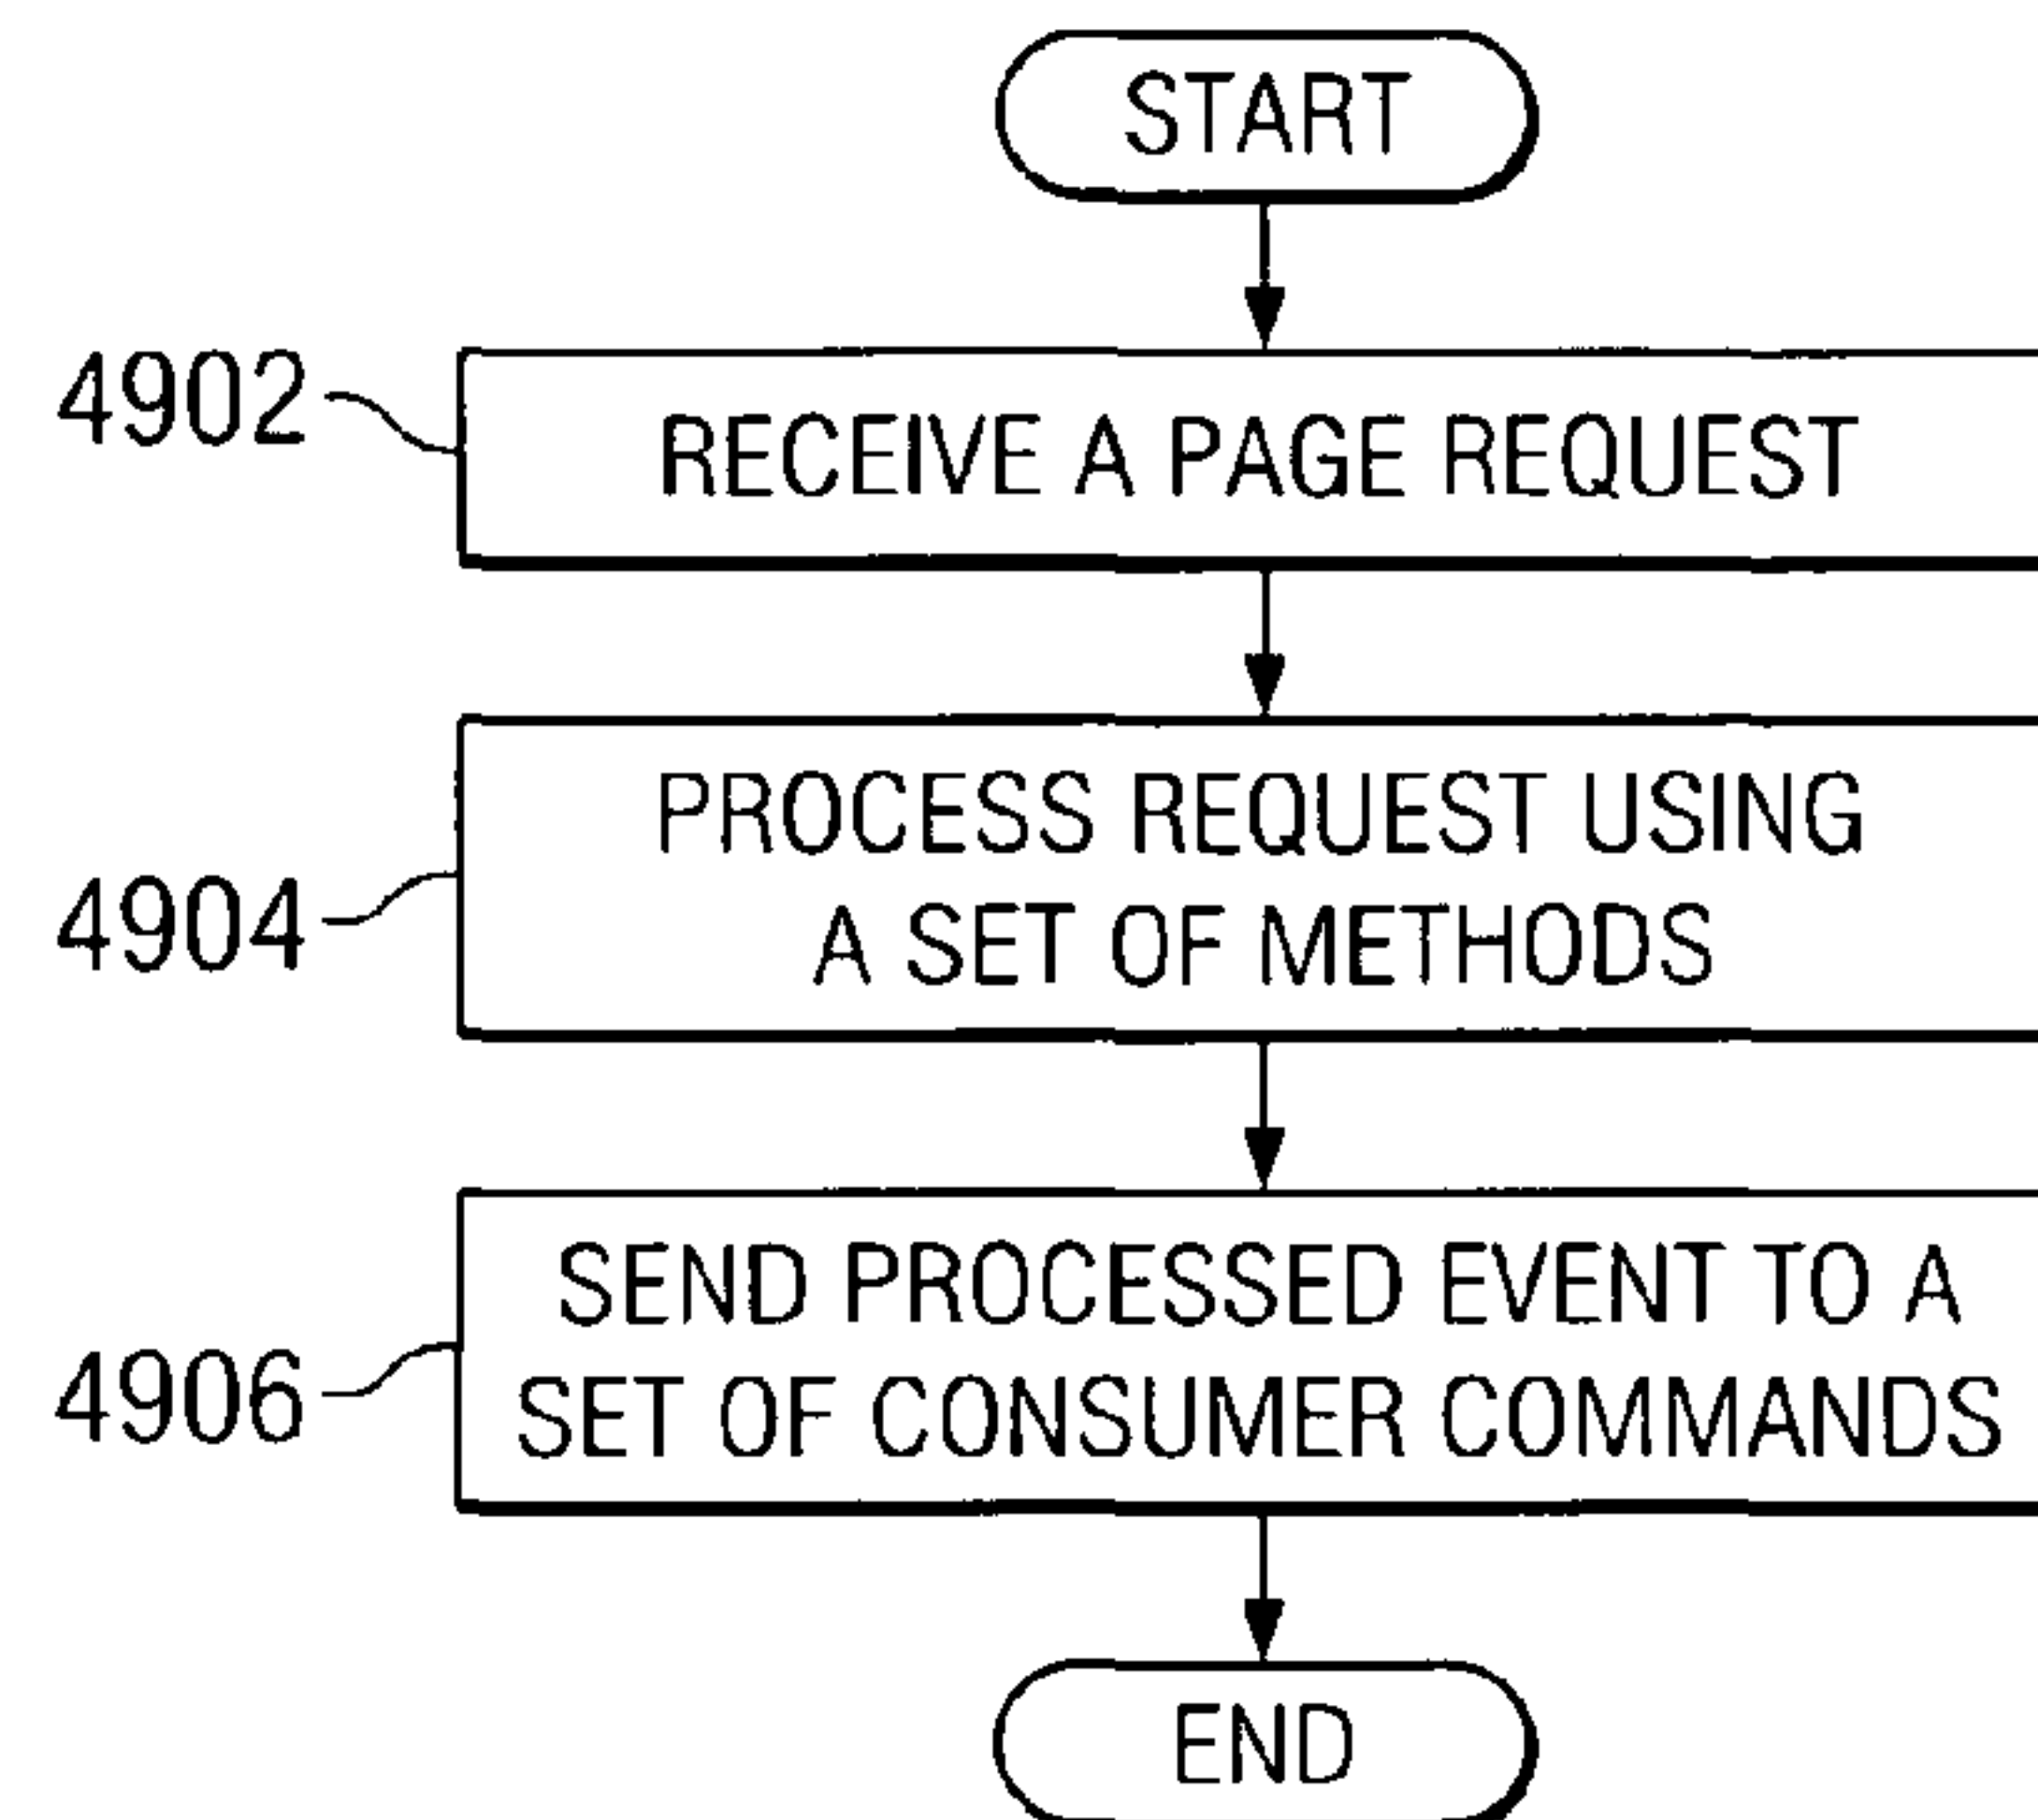 START
4902
RECEIVE A PAGE REQUEST
PROCESS REQUEST USING
A SET OF METHODS
4904
SEND PROCESSED EVENT TO A
SET OF CONSUMER COMMANDS
4906
END